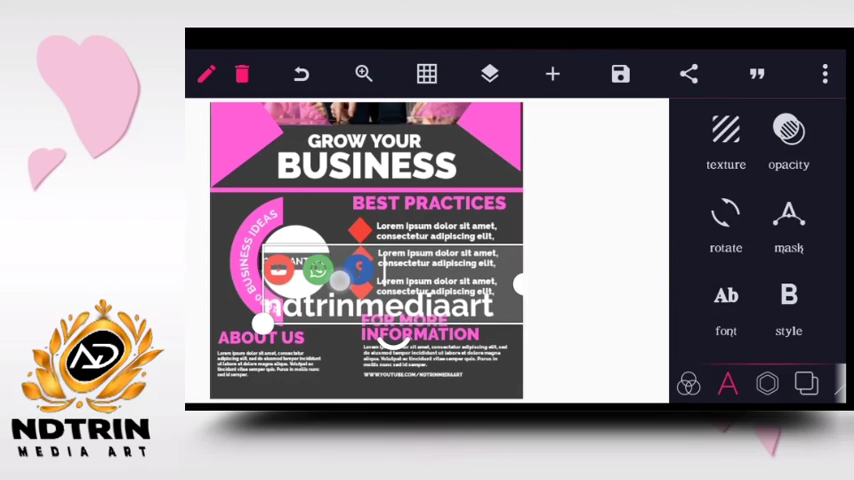 GROW YOUR
BUSINESS
BEST PRACTICES
BUSINESS IDEAS
Lorem ipsum dolor sit amet,
consectetur adipiscing elit,
Lorem ipsum dolor sit amet,
consectetur adipiscing elit,
Lorem ipsum dolor sit amet,
consectetur adipiscing elit,
ndtrinmediaart
FOR MORE
INFORMATION
ABOUT US
WWW.YOUTUBE.COM/NDTRINMEDIAART
texture
opacity
rotate
mask
Ab
B
font
style
A
NDTRIN
MEDIA ART